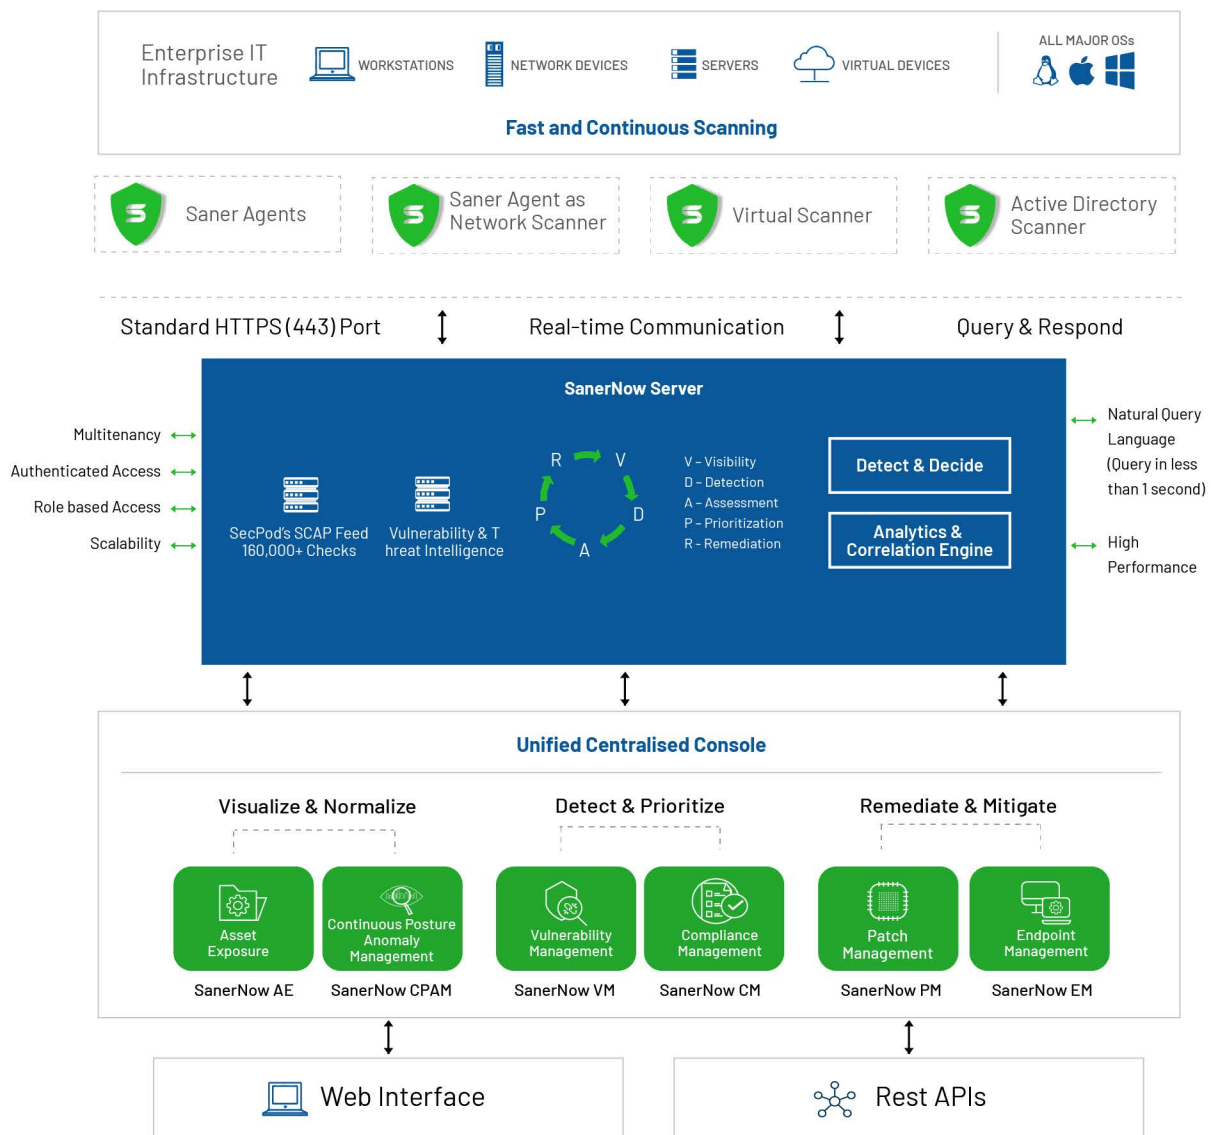 Enterprise IT
Infrastructure
WORKSTATIONS
NETWORK DEVICES
SERVERS
VIRTUAL DEVICES
ALL MAJOR OSs
Fast and Continuous Scanning
Saner Agents
Saner Agent as
Network Scanner
Virtual Scanner
Active Directory
Scanner
Standard HTTPS (443) Port
Real-time Communication
Query & Respond
SanerNow Server
Multitenancy
Authenticated Access
Role based Access
Scalability
SecPod's SCAP Feed
160,000+ Checks
Vulnerability & T
hreat Intelligence
R
V
P
D
A
V – Visibility
D – Detection
A – Assessment
P – Prioritization
R – Remediation
Detect & Decide
Analytics &
Correlation Engine
Natural Query
Language
(Query in less
than 1 second)
High
Performance
Unified Centralised Console
Visualize & Normalize
Detect & Prioritize
Remediate & Mitigate
Asset
Exposure
Continuous Posture
Anomaly
Management
Vulnerability
Management
Compliance
Management
Patch
Management
Endpoint
Management
SanerNow AE
SanerNow CPAM
SanerNow VM
SanerNow CM
SanerNow PM
SanerNow EM
Web Interface
Rest APIs